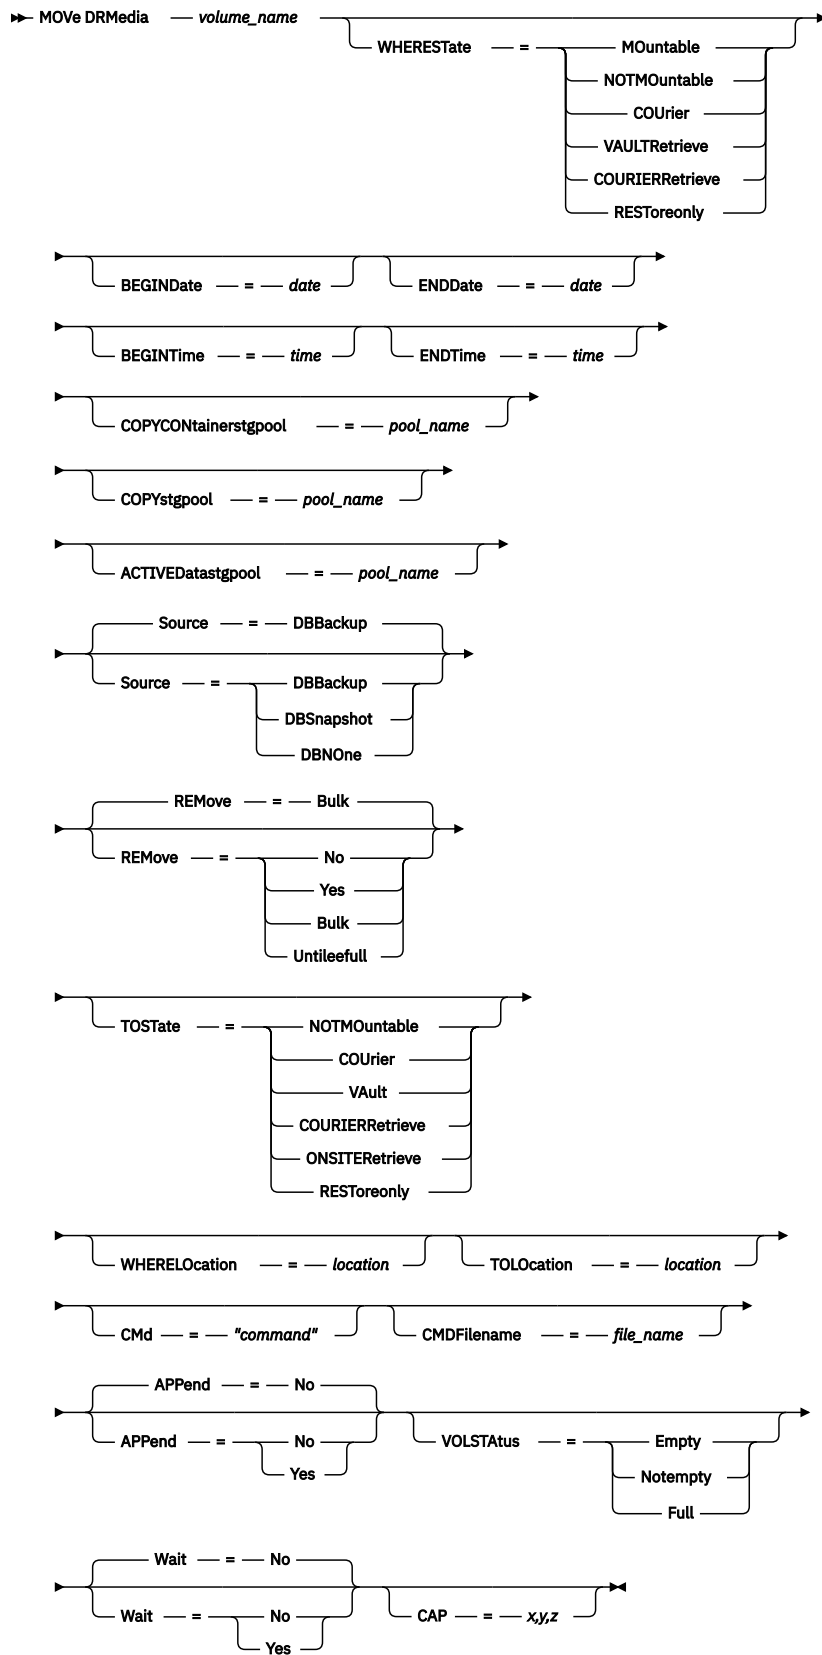 MOVe DRMedia — volume_name
WHERESTate — = — MOuntable
NOTMOuntable
COUrier
VAULTRetrieve
COURIERRetrieve
RESToreonly
BEGINDate — = — date ENDDate — = — date
BEGINTime — = — time ENDTime — = — time
COPYCONtainerstgpool — = — pool_name
COPYstgpool — = — pool_name
ACTIVEDatastgpool — = — pool_name
Source — = — DBBackup
Source — = — DBBackup
DBSnapshot
DBNOne
REMove — = — Bulk
REMove — = — No
Yes
Bulk
Untileefull
TOSTate — = — NOTMOuntable
COUrier
VAult
COURIERRetrieve
ONSITERetrieve
RESToreonly
WHERELOcation — = — location TOLOcation — = — location
CMd — = — "command" CMDFilename — = — file_name
APPend — = — No
APPend — = — No VOLSTAtus — = — Empty
Yes Notempty
Full
Wait — = — No
Wait — = — No CAP — = — x,y,z
Yes